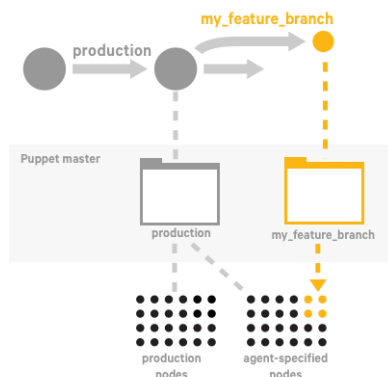 my_feature_branch
production
Puppet master
production
my_feature_branch
production
nodes
agent-specified
nodes